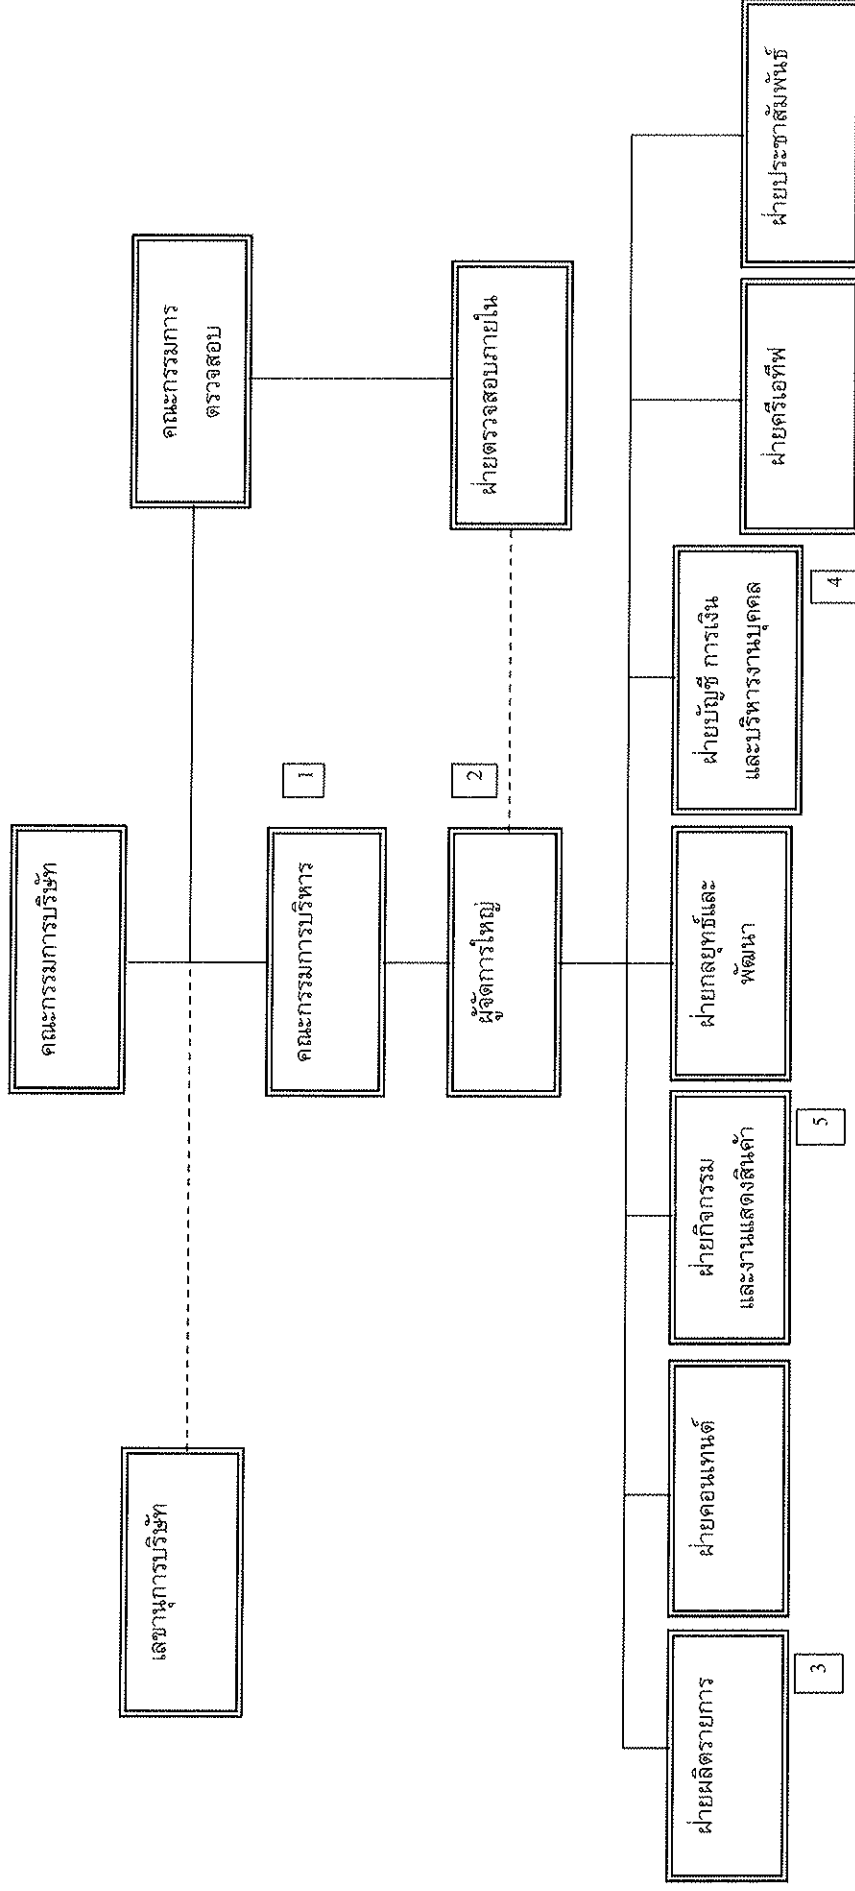 คณะกรรมการบริษัท
เลขานุการบริษัท
คณะกรรมการ
ตรวจสอบ
คณะกรรมการบริหาร
1
ผู้จัดการใหญ่
2
ฝ่ายตรวจสอบภายใน
ฝ่ายผลิตรายการ
3
ฝ่ายคอนเทนต์
ฝ่ายกิจกรรม
และงานแสดงสินค้า
5
ฝ่ายกลยุทธ์และ
พัฒนา
ฝ่ายบัญชี การเงิน
และบริหารงานบุคคล
4
ฝ่ายครีเอทีฟ
ฝ่ายประชาสัมพันธ์